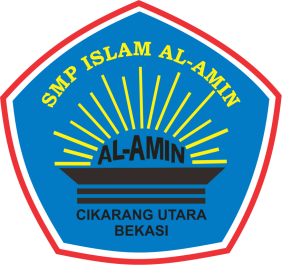 SMP ISLAM AL-AMIN
AL-AMIN
CIKARANG UTARA
BEKASI